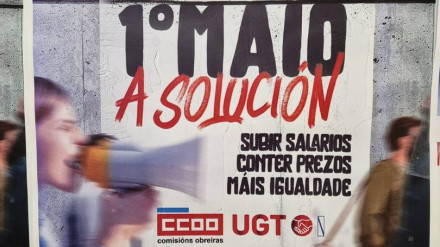 1º MAIO
A SOLUCIÓN
SUBIR SALARIOS
CONTER PREZOS
MÁIS IGUALDADE
CCOO UGT
comisións obreiras